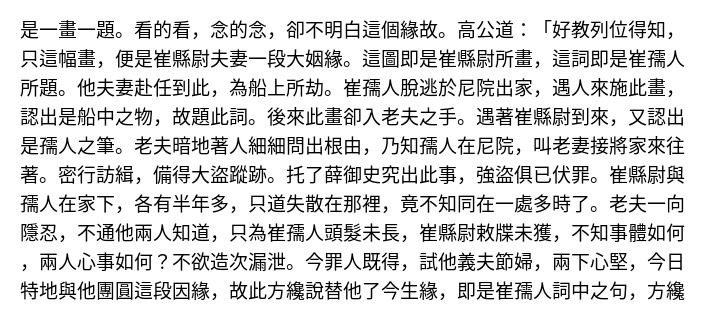 是一畫一題。看的看，念的念，卻不明白這個緣故。高公道：「好教列位得知，
只這幅畫，便是崔縣尉夫妻一段大姻緣。這圖即是崔縣尉所畫，這詞即是崔孺人
所題。他夫妻赴任到此，為船上所劫。崔孺人脫逃於尼院出家，遇人來施此畫，
認出是船中之物，故題此詞。後來此畫卻入老夫之手。遇著崔縣尉到來，又認出
是孺人之筆。老夫暗地著人細細問出根由，乃知孺人在尼院，叫老妻接將家來往
著。密行訪緝，備得大盜蹤跡。托了薛御史究出此事，強盜俱已伏罪。崔縣尉與
孺人在家下，各有半年多，只道失散在那裡，竟不知同在一處多時了。老夫一向
隱忍，不通他兩人知道，只為崔孺人頭髮未長，崔縣尉敕牒未獲，不知事體如何
，兩人心事如何？不欲造次漏泄。今罪人既得，試他義夫節婦，兩下心堅，今日
特地與他團圓這段因緣，故此方纔說替他了今生緣，即是崔孺人詞中之句，方纔